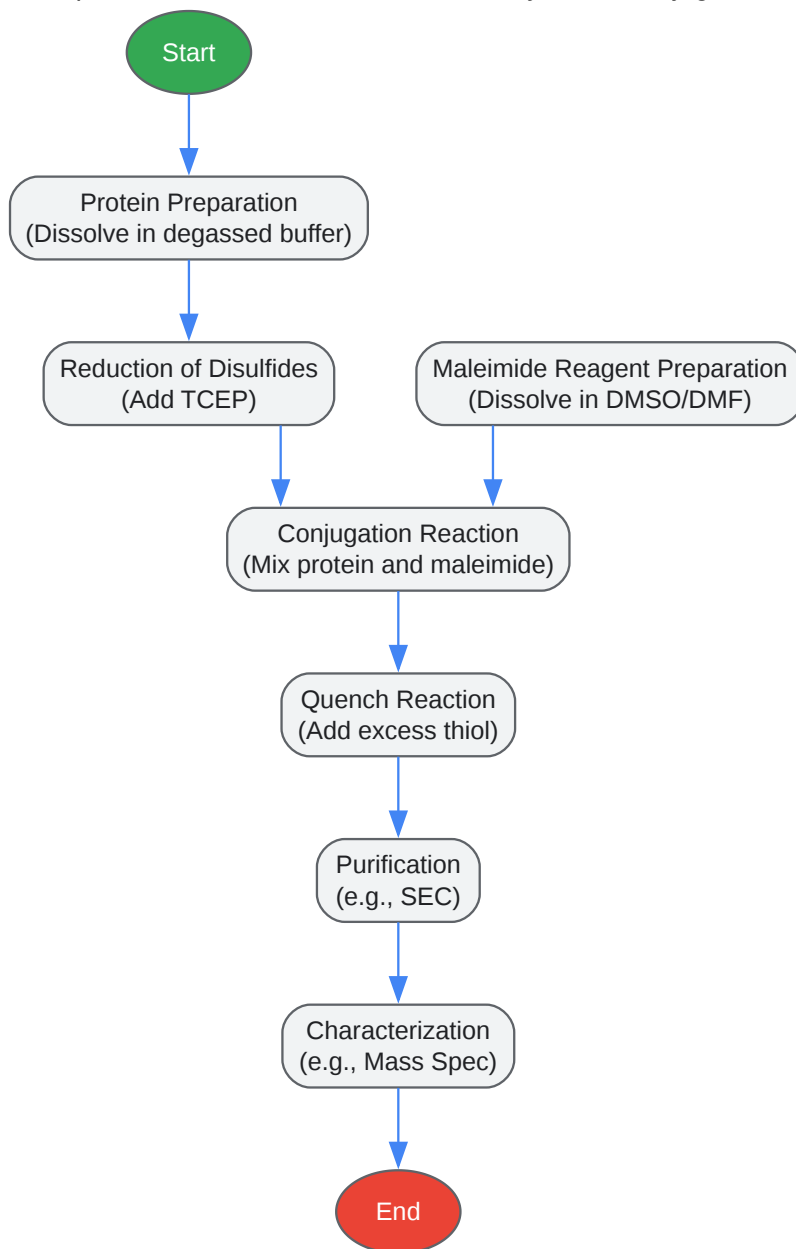 Start
Protein Preparation
(Dissolve in degassed buffer)
Reduction of Disulfides
(Add TCEP)
Maleimide Reagent Preparation
(Dissolve in DMSO/DMF)
Conjugation Reaction
(Mix protein and maleimide)
Quench Reaction
(Add excess thiol)
Purification
(e.g., SEC)
Characterization
(e.g., Mass Spec)
End